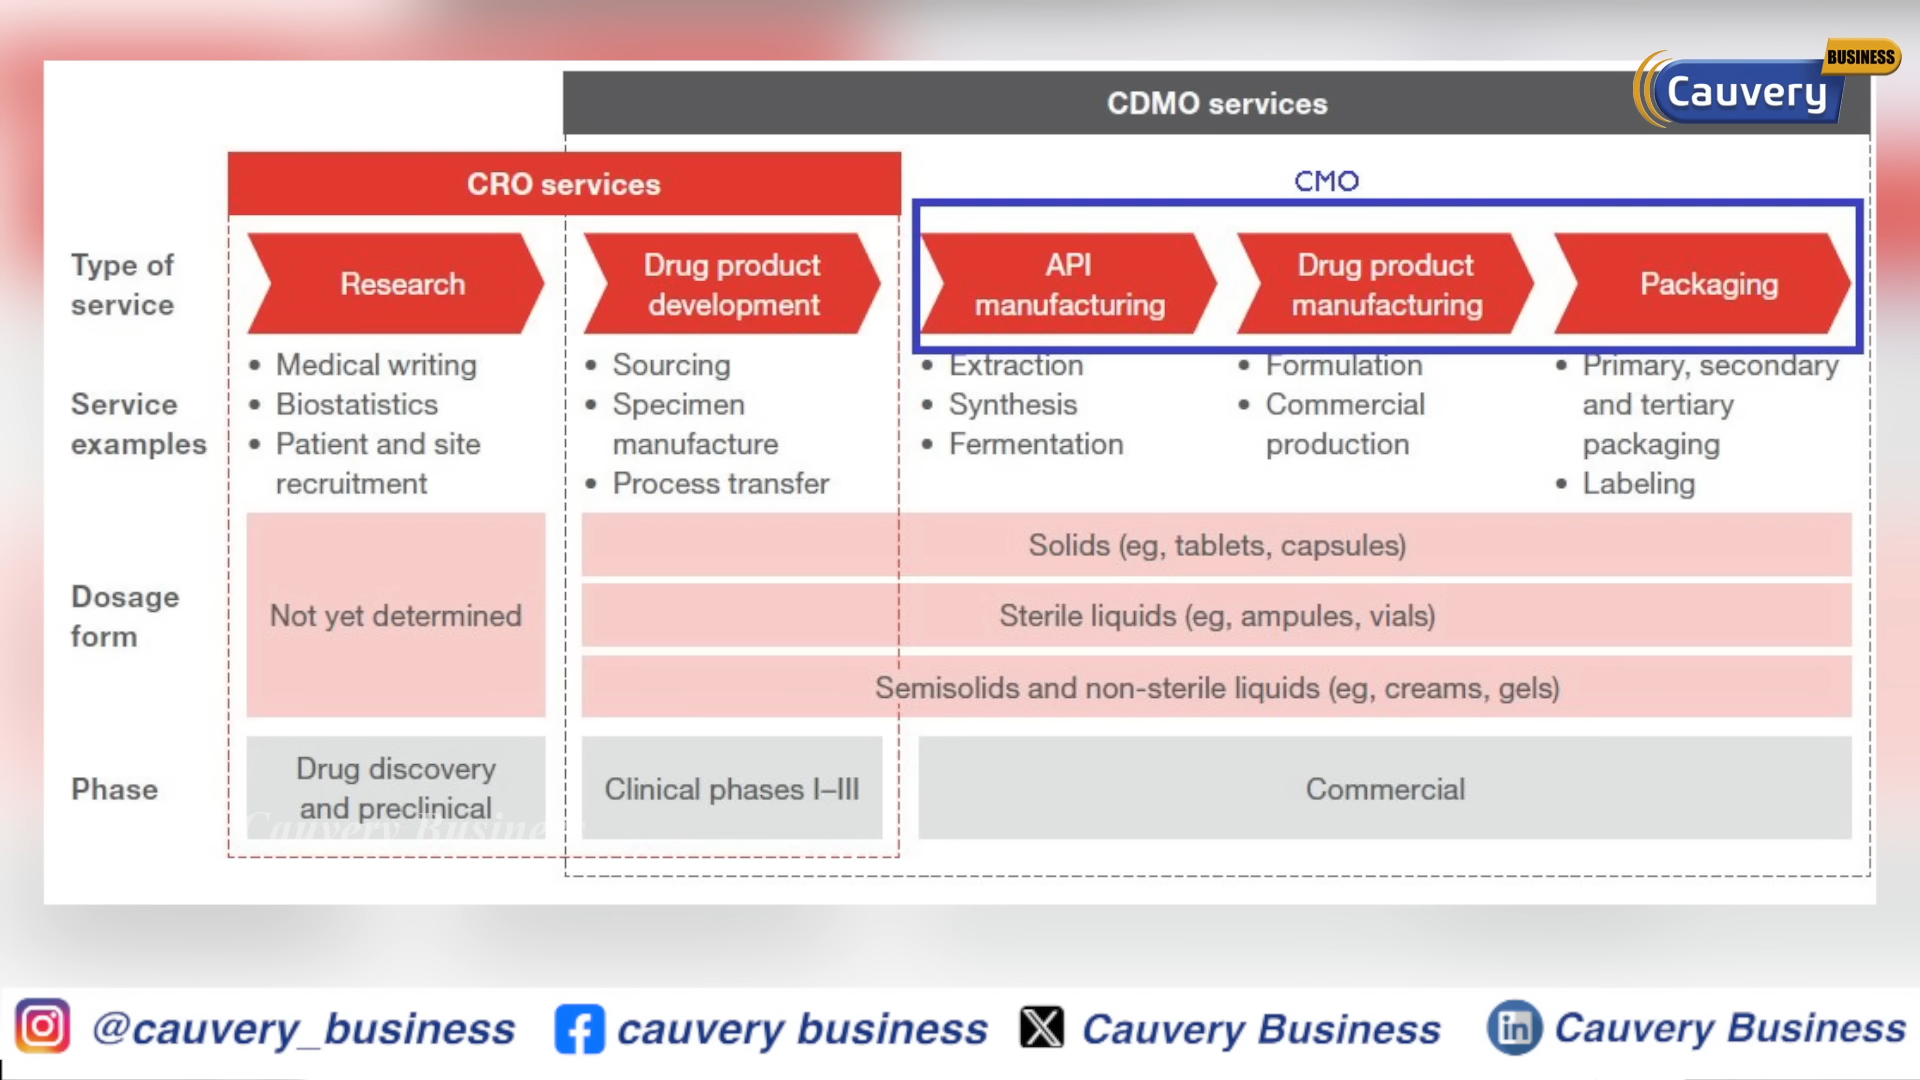 BUSINESS
Cauvery
CDMO services
CRO services
CMO
Type of
service
Research
Drug product
development
API
manufacturing
Drug product
manufacturing
Packaging
Service
examples
• Medical writing
• Biostatistics
• Patient and site
recruitment
• Sourcing
• Specimen
manufacture
• Process transfer
• Extraction
• Synthesis
• Fermentation
• Formulation
• Commercial
production
• Primary, secondary
and tertiary
packaging
• Labeling
Dosage
form
Not yet determined
Solids (eg, tablets, capsules)
Sterile liquids (eg, ampules, vials)
Semisolids and non-sterile liquids (eg, creams, gels)
Phase
Drug discovery
and preclinical
Clinical phases I–III
Commercial
Cauvery Business
@cauvery_business
cauvery business
Cauvery Business
in Cauvery Business